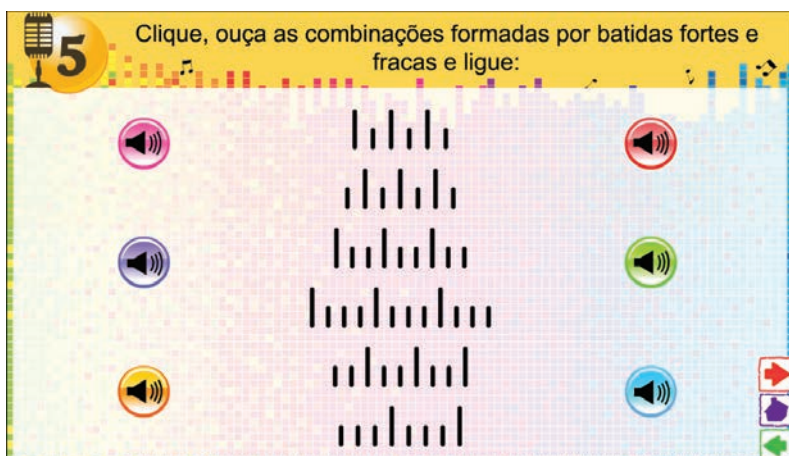 5
Clique, ouça as combinações formadas por batidas fortes e
fracas e ligue: